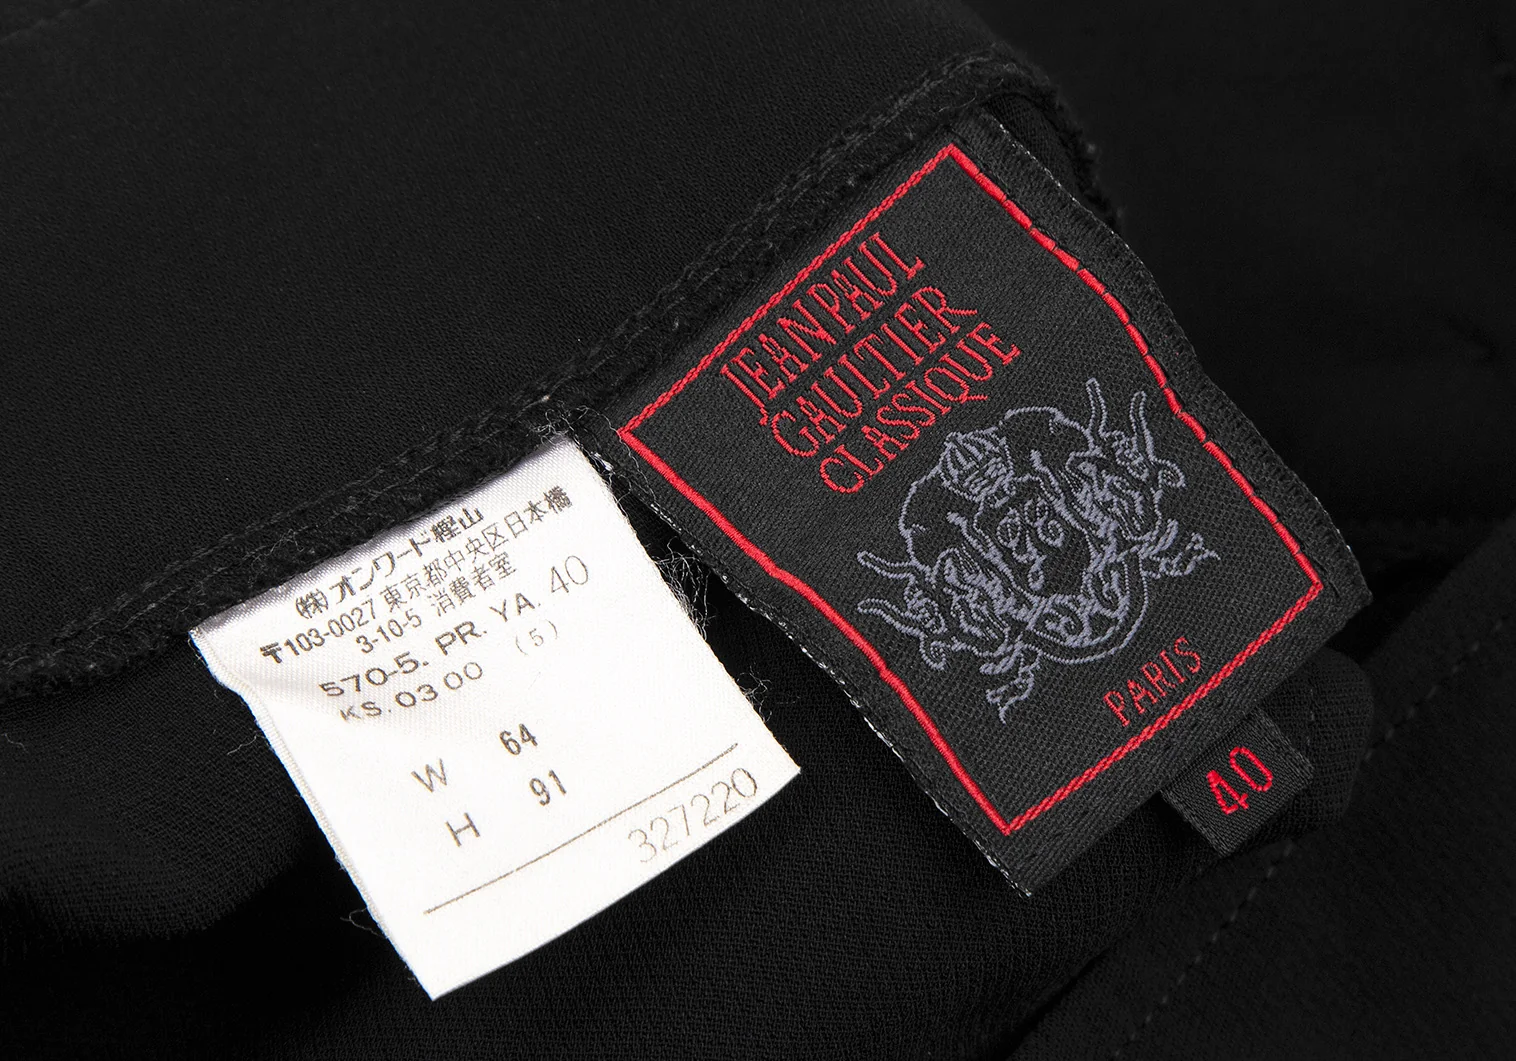 (株)オンワード樫山
〒103-0027 東京都中央区日本橋
3-10-5 消費者室
570-5. PR. YA. 40
KS. 03 00 (5)
W 64
H 91
327220
JEAN PAUL
GAULTIER
CLASSIQUE
PARIS
40